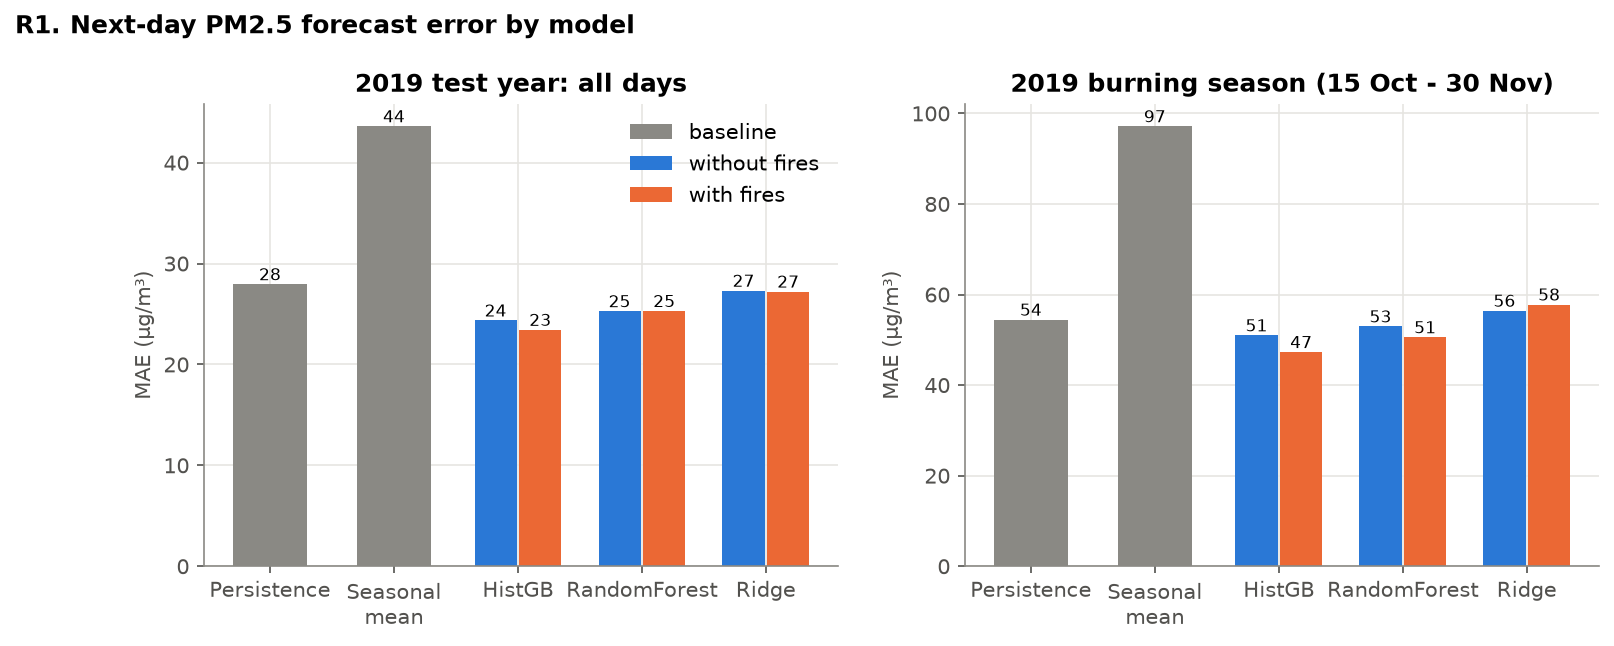 R1. Next-day PM2.5 forecast error by model
2019 test year: all days
MAE (µg/m³)
40
30
20
10
0
44
28
24
23
25
25
27
27
baseline
without fires
with fires
Persistence
Seasonal
mean
HistGB
RandomForest
Ridge
2019 burning season (15 Oct - 30 Nov)
MAE (µg/m³)
100
80
60
40
20
0
54
97
51
47
53
51
56
58
Persistence
Seasonal
mean
HistGB
RandomForest
Ridge